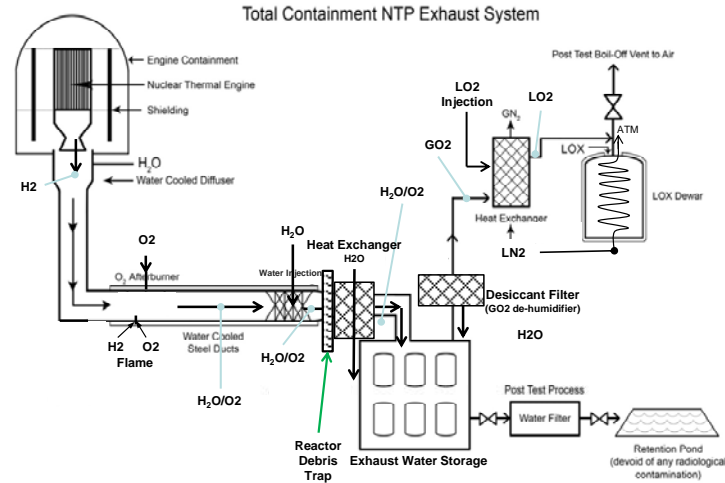 Total Containment NTP Exhaust System
Engine Containment
Nuclear Thermal Engine
Shielding
H2O
Water Cooled Diffuser
H2
Post Test Boil-Off Vent to Air
LO2
Injection
GN2
LO2
ATM
LOX
GO2
LOX Dewar
Heat Exchanger
LN2
H2O/O2
O2
H2O
Heat Exchanger
H2O
O2 Afterburner
Water Injection
Desiccant Filter
(GO2 de-humidifier)
H2O
H2 O2
Flame
Water Cooled
Steel Ducts
H2O/O2
H2O/O2
Reactor
Debris
Trap
Exhaust Water Storage
Post Test Process
Water Filter
Retention Pond
(devoid of any radiological
contamination)